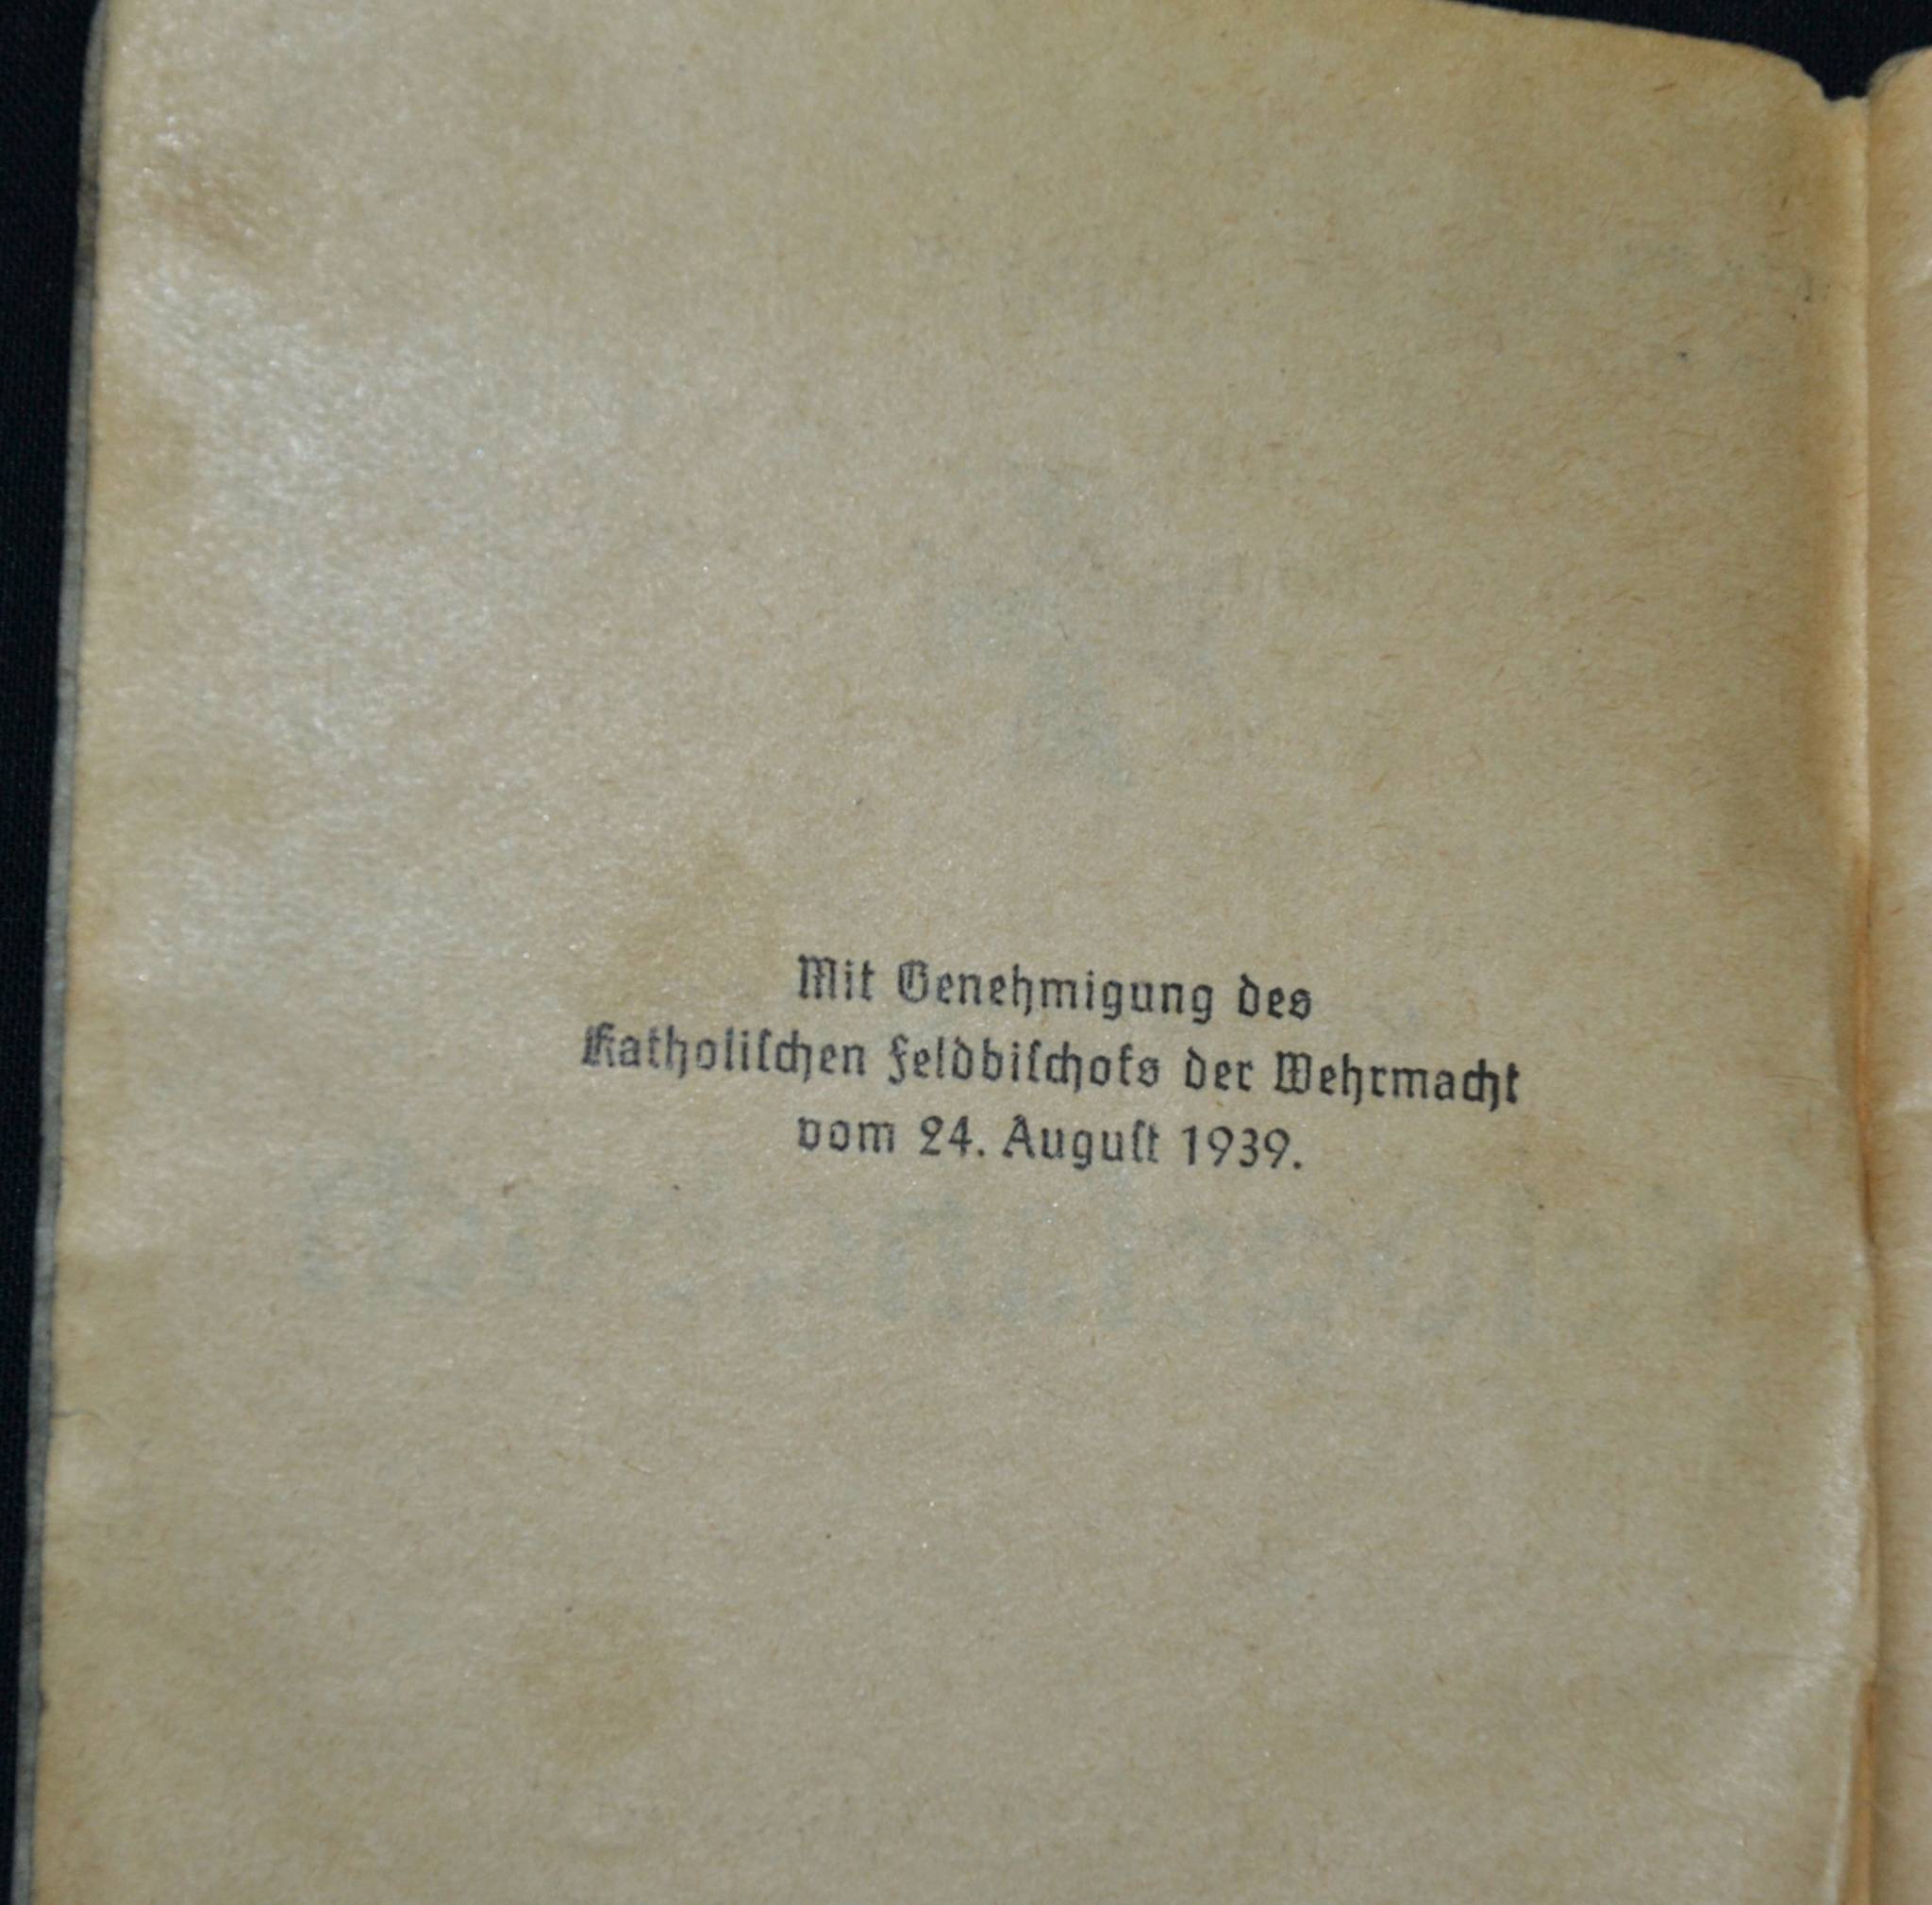 Mit Genehmigung des
Katholiſchen Feldbiſchofs der Wehrmacht
vom 24. Auguſt 1939.